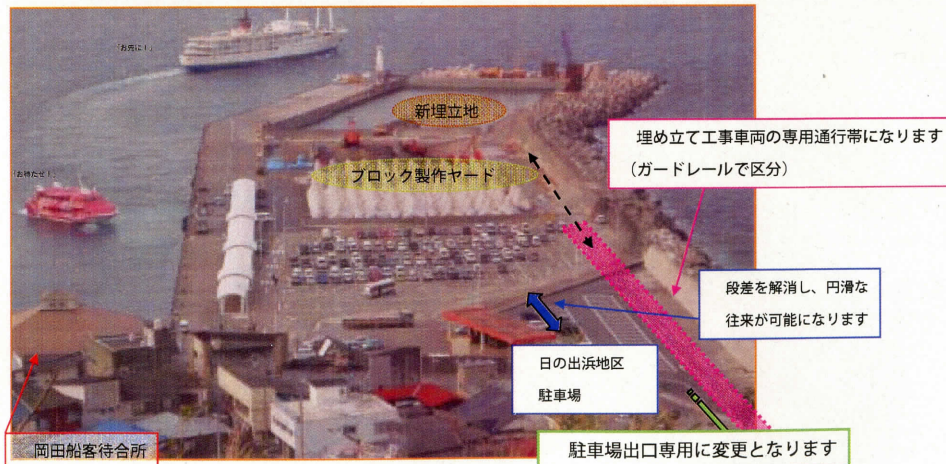 「お先に！」
新埋立地
埋め立て工事車両の専用通行帯になります
（ガードレールで区分）
「お待たせ！」
ブロック製作ヤード
段差を解消し、円滑な
往来が可能になります
日の出浜地区
駐車場
岡田船客待合所
駐車場出口専用に変更となります